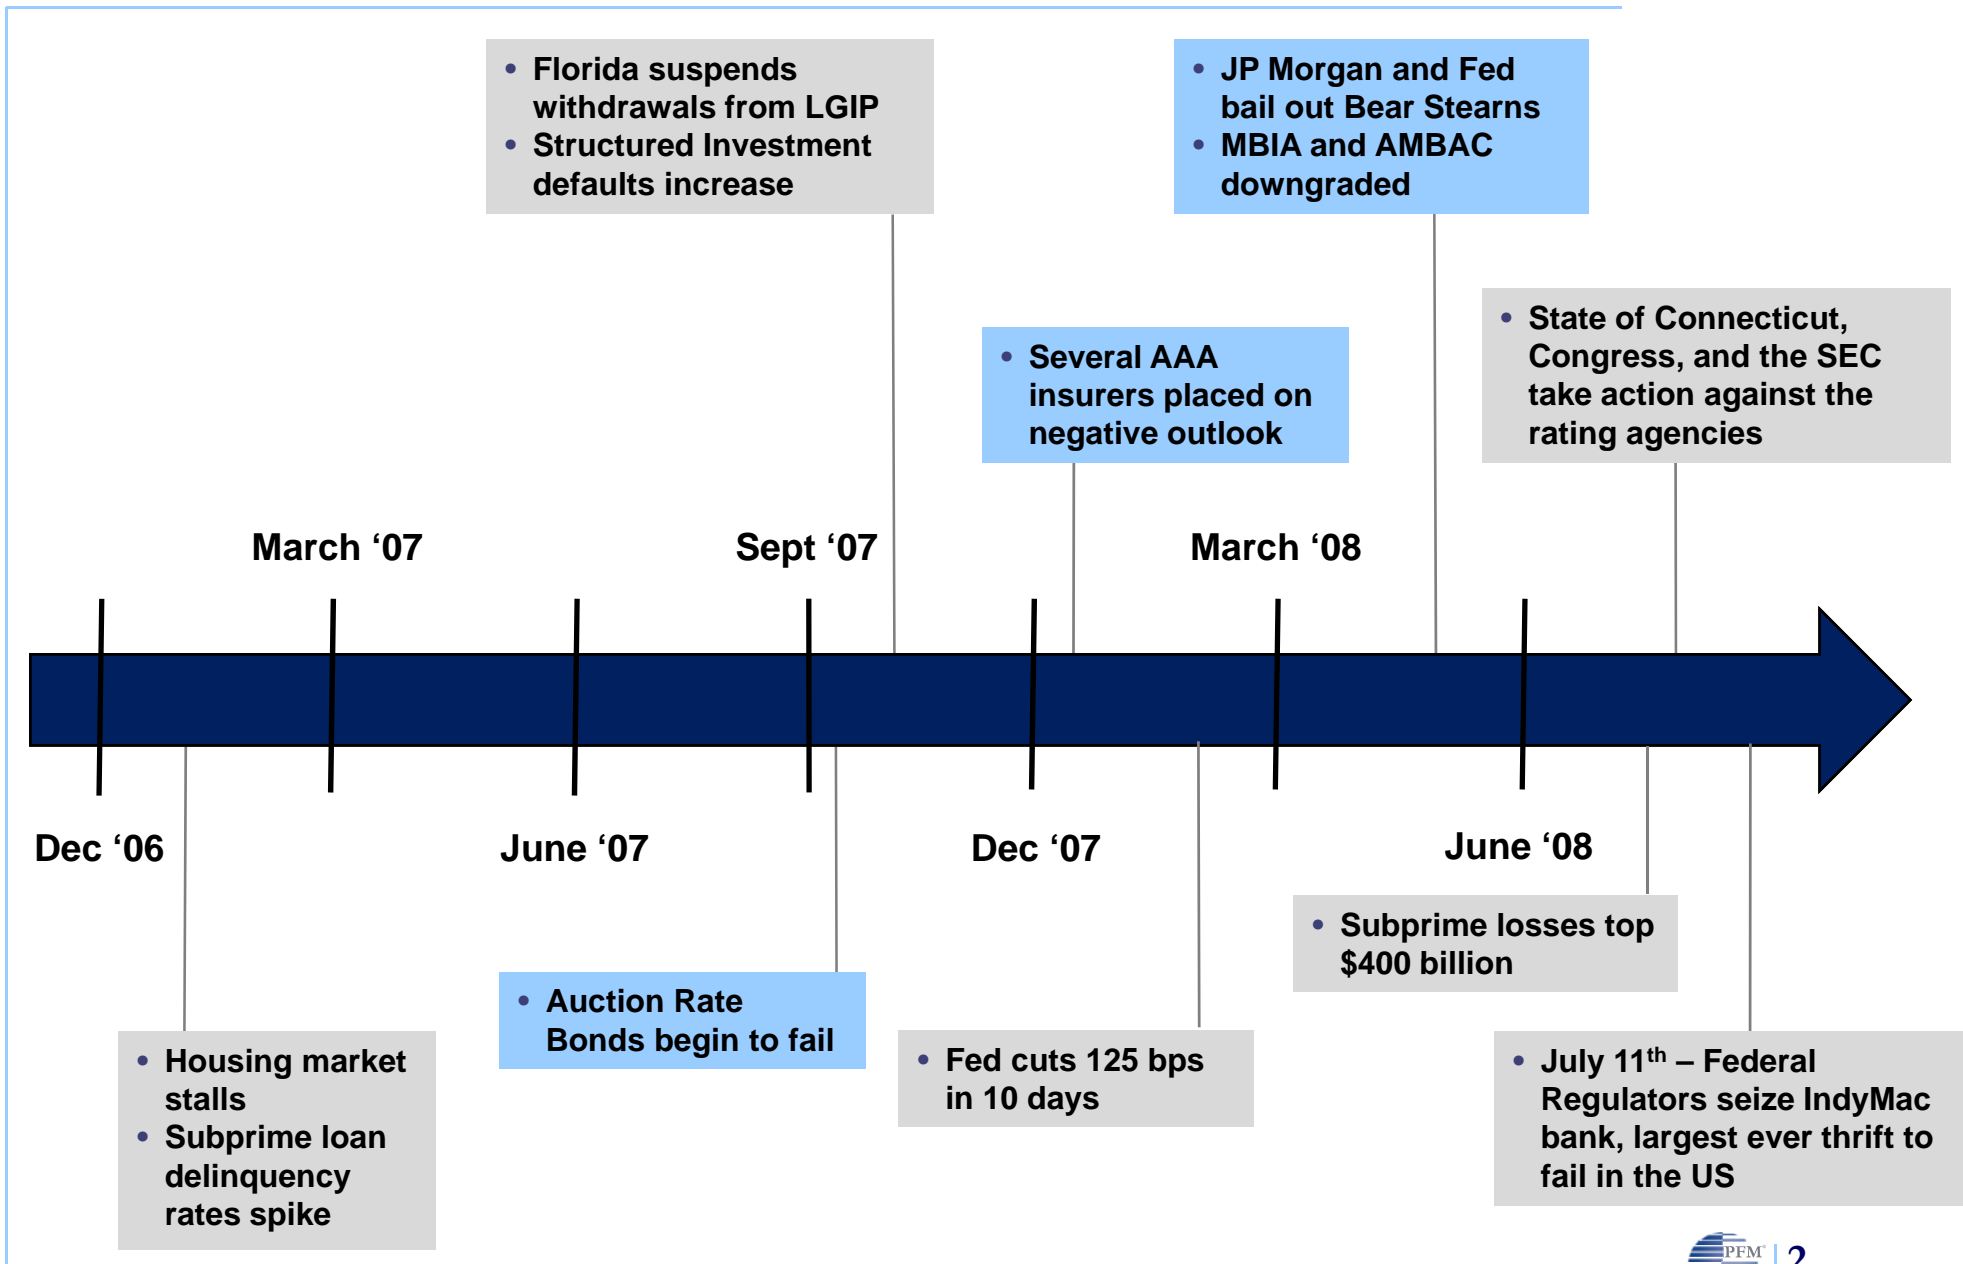 • Florida suspends
withdrawals from LGIP
• Structured Investment
defaults increase
• JP Morgan and Fed
bail out Bear Stearns
• MBIA and AMBAC
downgraded
• Several AAA
insurers placed on
negative outlook
• State of Connecticut,
Congress, and the SEC
take action against the
rating agencies
March ‘07
Sept ‘07
March ‘08
Dec ‘06
June ‘07
Dec ‘07
June ‘08
• Housing market
stalls
• Subprime loan
delinquency
rates spike
• Auction Rate
Bonds begin to fail
• Fed cuts 125 bps
in 10 days
• Subprime losses top
$400 billion
• July 11th – Federal
Regulators seize IndyMac
bank, largest ever thrift to
fail in the US
PFM
2